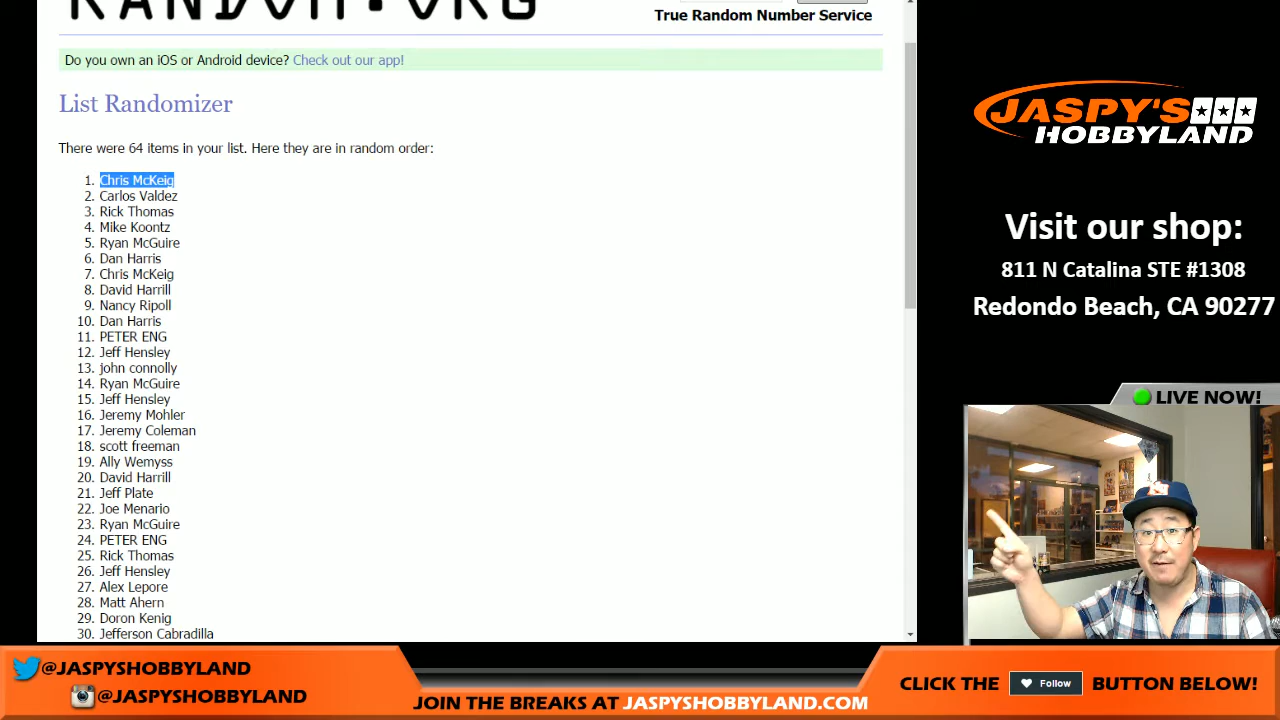 RANDOM.ORG
True Random Number Service
Do you own an iOS or Android device? Check out our app!
List Randomizer
There were 64 items in your list. Here they are in random order:
1. Chris McKeig
2. Carlos Valdez
3. Rick Thomas
4. Mike Koontz
5. Ryan McGuire
6. Dan Harris
7. Chris McKeig
8. David Harrill
9. Nancy Ripoll
10. Dan Harris
11. PETER ENG
12. Jeff Hensley
13. john connolly
14. Ryan McGuire
15. Jeff Hensley
16. Jeremy Mohler
17. Jeremy Coleman
18. scott freeman
19. Ally Wemyss
20. David Harrill
21. Jeff Plate
22. Joe Menario
23. Ryan McGuire
24. PETER ENG
25. Rick Thomas
26. Jeff Hensley
27. Alex Lepore
28. Matt Ahern
29. Doron Kenig
30. Jefferson Cabradilla
JASPY'S
HOBBYLAND
Visit our shop:
811 N Catalina STE #1308
Redondo Beach, CA 90277
LIVE NOW!
@JASPYSHOBBYLAND
@JASPYSHOBBYLAND
JOIN THE BREAKS AT JASPYSHOBBYLAND.COM
CLICK THE Follow BUTTON BELOW!